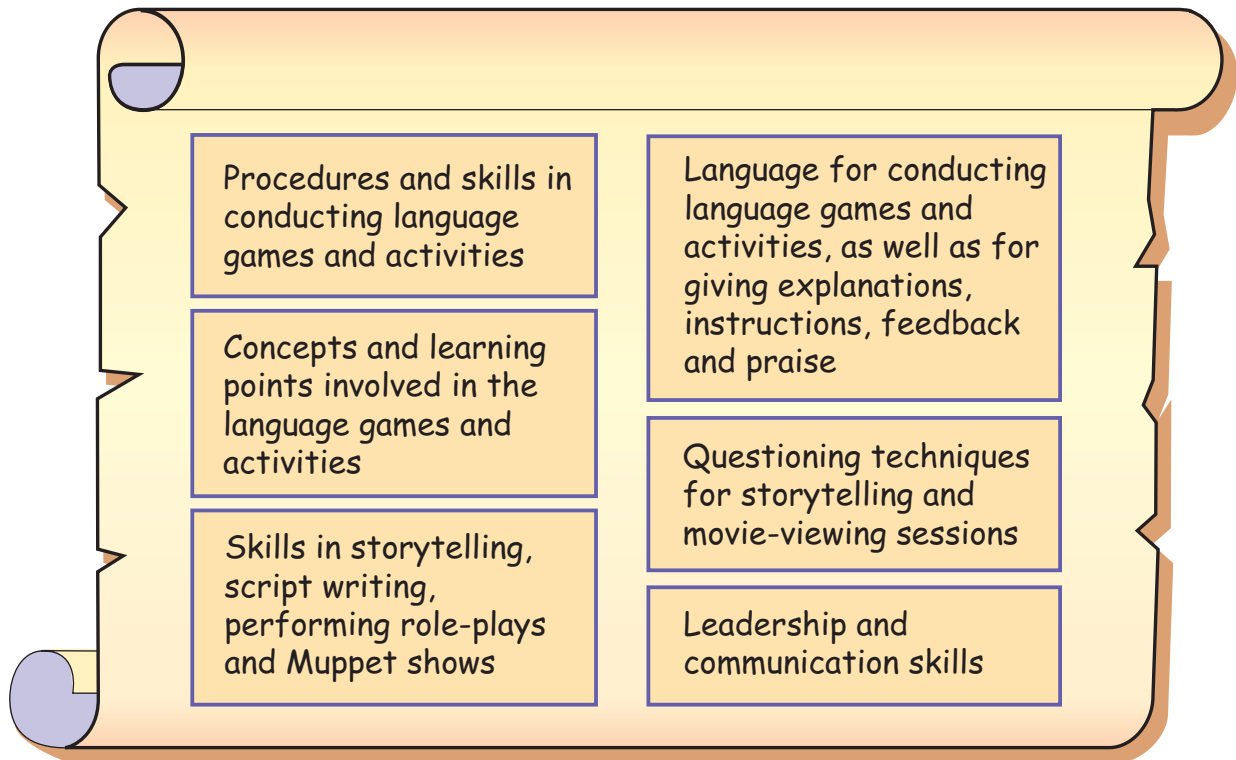 Procedures and skills in
conducting language
games and activities
Concepts and learning
points involved in the
language games and
activities
Skills in storytelling,
script writing,
performing role-plays
and Muppet shows
Language for conducting
language games and
activities, as well as for
giving explanations,
instructions, feedback
and praise
Questioning techniques
for storytelling and
movie-viewing sessions
Leadership and
communication skills